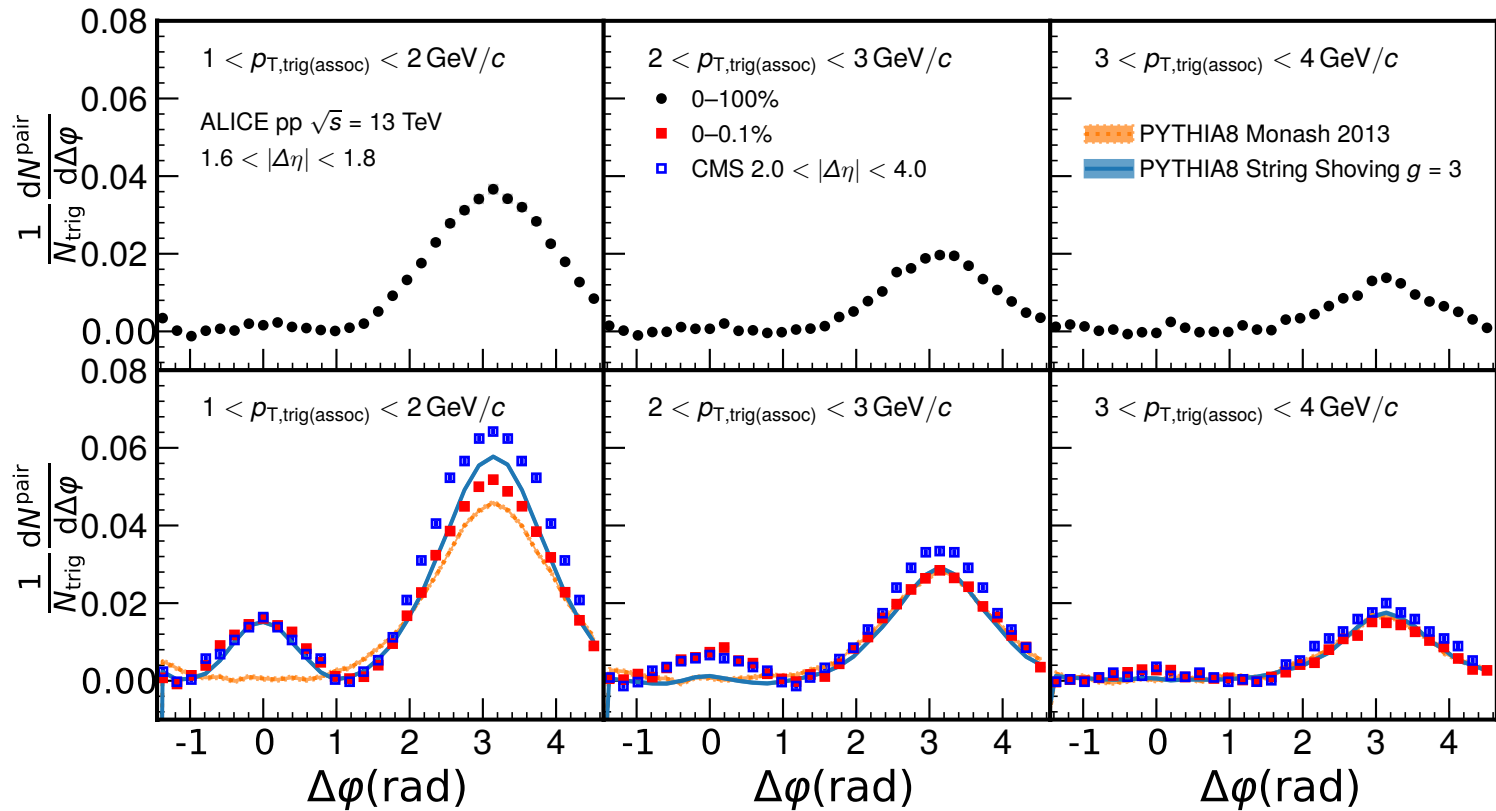 0.08
0.06
0.04
0.02
0.00
1/N_trig dN^pair/dΔφ
1 < p_T,trig(assoc) < 2 GeV/c
ALICE pp √s = 13 TeV
1.6 < |Δη| < 1.8
2 < p_T,trig(assoc) < 3 GeV/c
0–100%
0–0.1%
CMS 2.0 < |Δη| < 4.0
3 < p_T,trig(assoc) < 4 GeV/c
PYTHIA8 Monash 2013
PYTHIA8 String Shoving g = 3
0.08
0.06
0.04
0.02
0.00
1/N_trig dN^pair/dΔφ
1 < p_T,trig(assoc) < 2 GeV/c
2 < p_T,trig(assoc) < 3 GeV/c
3 < p_T,trig(assoc) < 4 GeV/c
-1 0 1 2 3 4
-1 0 1 2 3 4
-1 0 1 2 3 4
Δφ(rad)
Δφ(rad)
Δφ(rad)